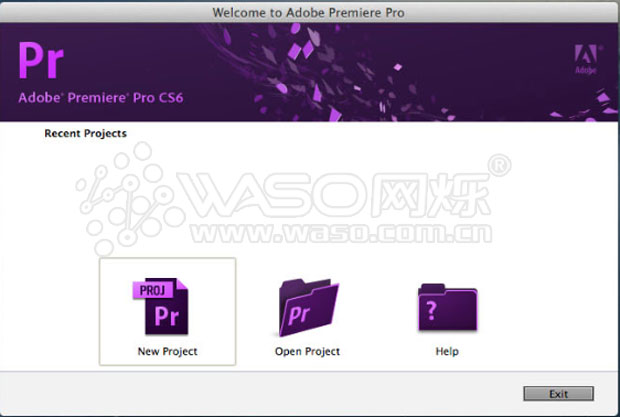 Welcome to Adobe Premiere Pro
Pr
Adobe® Premiere® Pro CS6
Adobe®
Recent Projects
WASO网烁®
www.waso.com.cn
PROJ
Pr
Pr
?
New Project
Open Project
Help
Exit